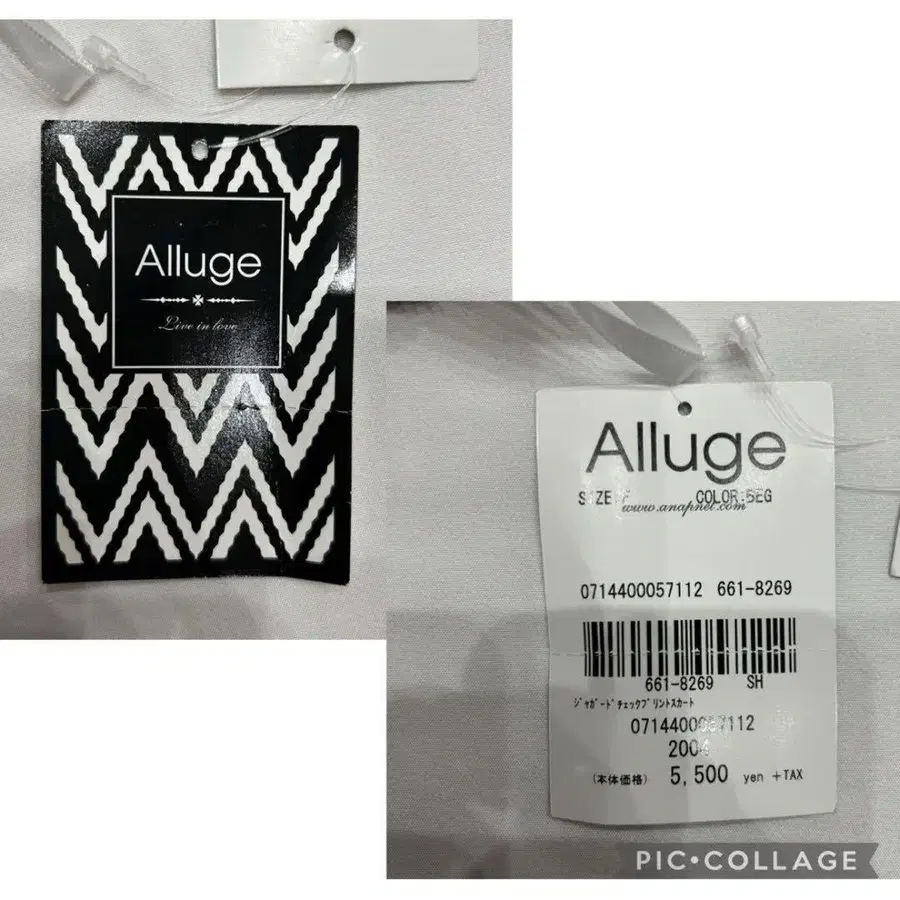 Alluge
Live in love
Alluge
SIZE:F COLOR:BEG
www.anapnet.com
0714400057112 661-8269
661-8269 SH
ｼﾞｬｶﾞｰﾄﾞﾁｪｯｸﾌﾟﾘﾝﾄｽｶｰﾄ
0714400057112
2004
(本体価格) 5,500 yen +TAX
PIC•COLLAGE